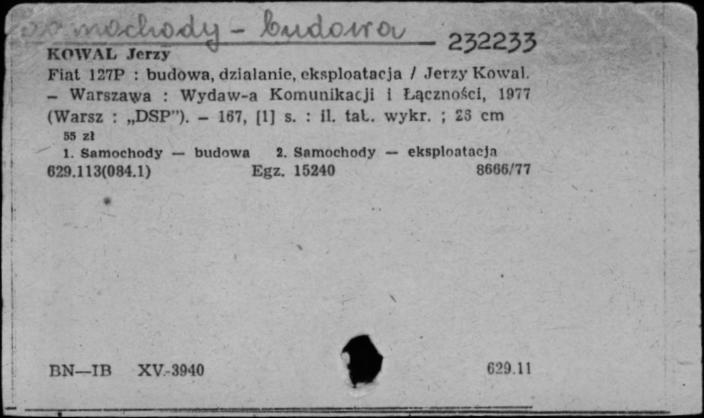 Samochody - budowa
232233
KOWAL Jerzy
Fiat 127P : budowa, działanie, eksploatacja / Jerzy Kowal.
— Warszawa : Wydaw-a Komunikacji i Łączności, 1977
(Warsz : „DSP"). — 167, [1] s. : il. tab. wykr. ; 23 cm
55 zł
1. Samochody — budowa 2. Samochody — eksploatacja
629.113(084.1) Egz. 15240 8666/77
BN—IB XV-3940 629.11